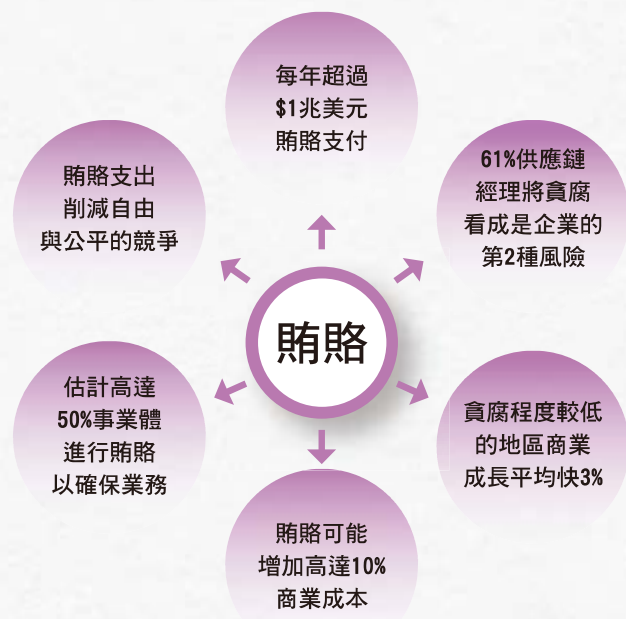 每年超過
$1兆美元
賄賂支付
61%供應鏈
經理將貪腐
看成是企業的
第2種風險
貪腐程度較低
的地區商業
成長平均快3%
賄賂可能
增加高達10%
商業成本
估計高達
50%事業體
進行賄賂
以確保業務
賄賂支出
削減自由
與公平的競爭
賄賂